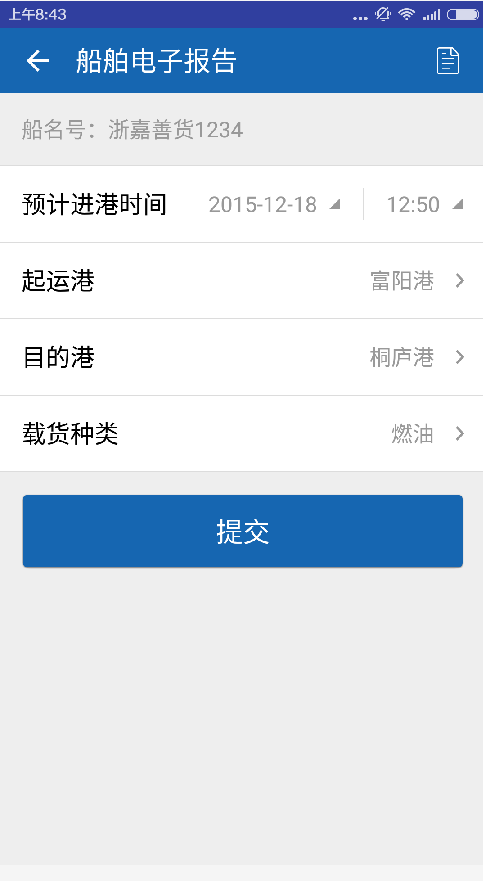 上午8:43
船舶电子报告
船名号：浙嘉善货1234
预计进港时间 2015-12-18 12:50
起运港 富阳港
目的港 桐庐港
载货种类 燃油
提交